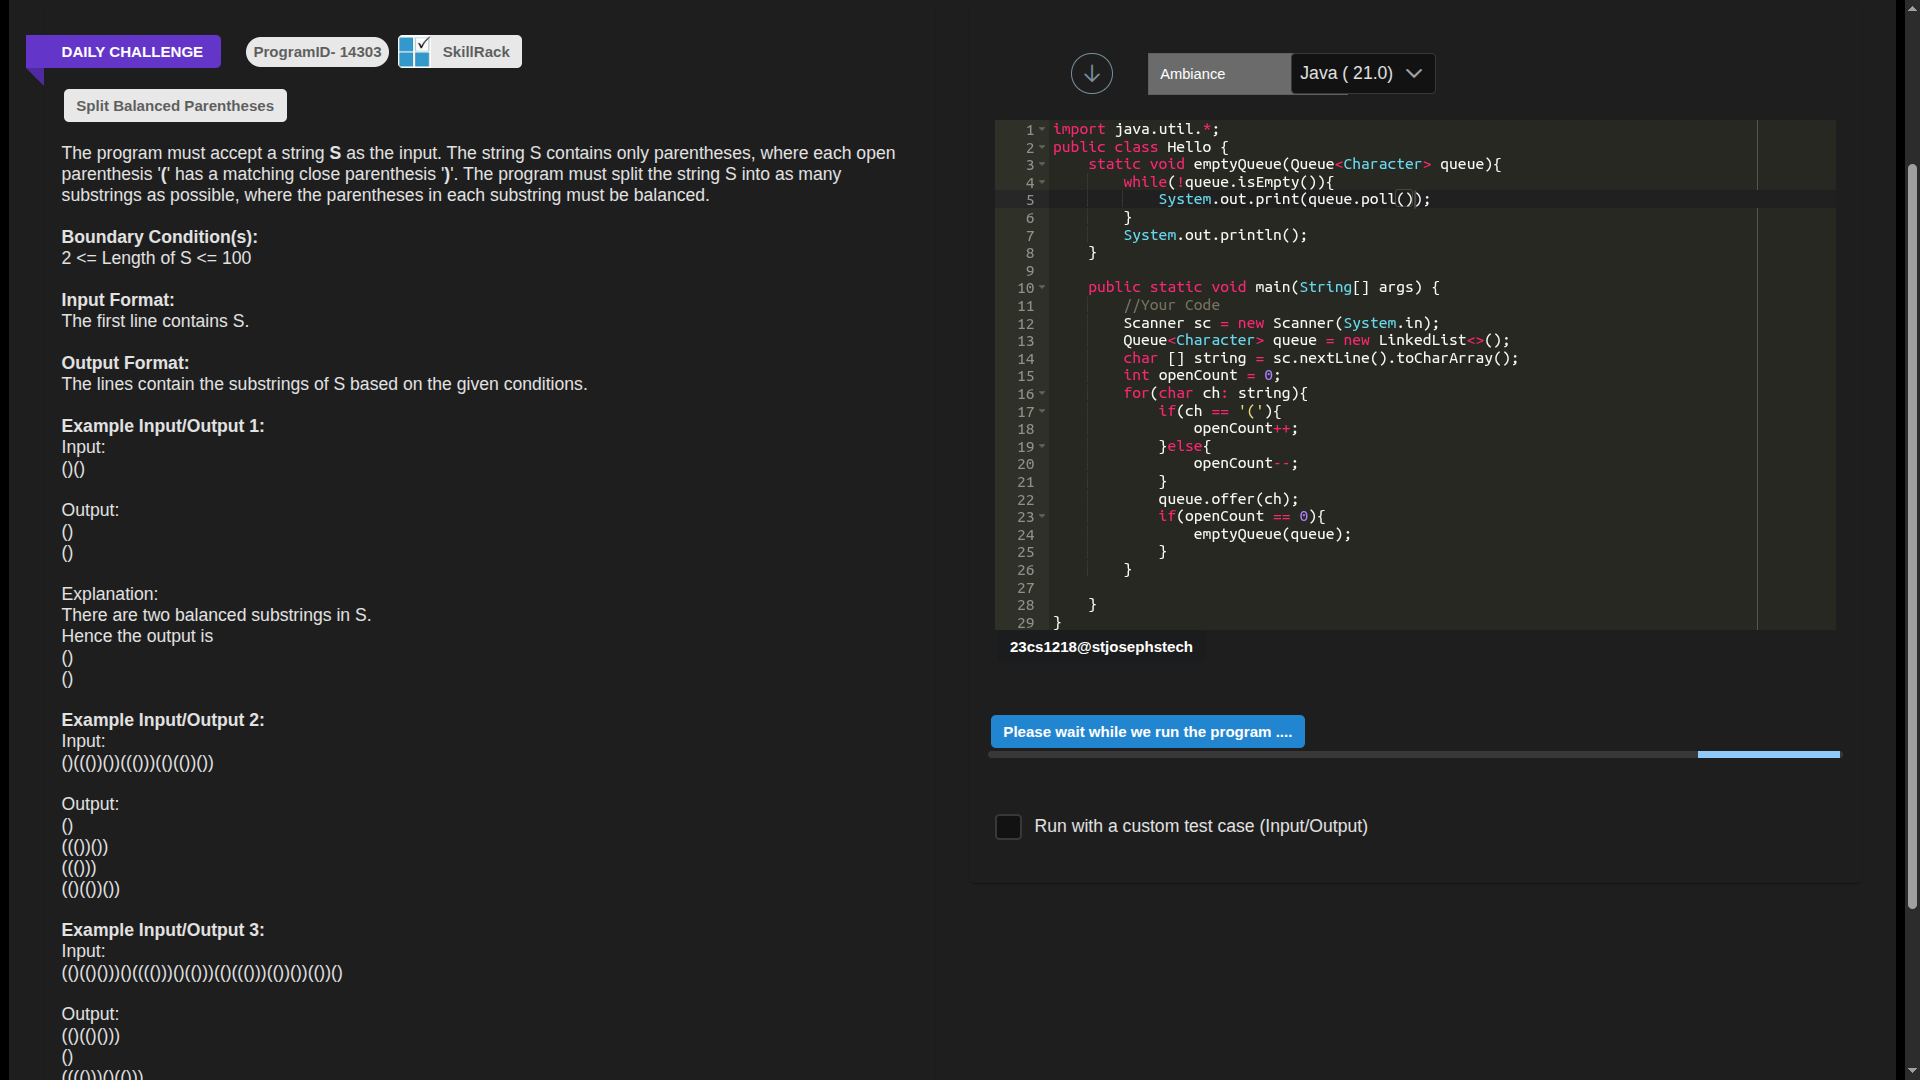 DAILY CHALLENGE
ProgramID- 14303
SkillRack
Split Balanced Parentheses
The program must accept a string S as the input. The string S contains only parentheses, where each open
parenthesis '(' has a matching close parenthesis ')'. The program must split the string S into as many
substrings as possible, where the parentheses in each substring must be balanced.
Boundary Condition(s):
2 <= Length of S <= 100
Input Format:
The first line contains S.
Output Format:
The lines contain the substrings of S based on the given conditions.
Example Input/Output 1:
Input:
()()
Output:
()
()
Explanation:
There are two balanced substrings in S.
Hence the output is
()
()
Example Input/Output 2:
Input:
()((())())((()))(()(())())
Output:
()
((())())
((()))
(()(())())
Example Input/Output 3:
Input:
(()(()()))()(((()))()(()))(()((()))(())())(())()
Output:
(()(()()))
()
(((()))()(()))
Ambiance
Java ( 21.0)
1 import java.util.*;
2 public class Hello {
3 static void emptyQueue(Queue<Character> queue){
4 while(!queue.isEmpty()){
5 System.out.print(queue.poll());
6 }
7 System.out.println();
8 }
9
10 public static void main(String[] args) {
11 //Your Code
12 Scanner sc = new Scanner(System.in);
13 Queue<Character> queue = new LinkedList<>();
14 char [] string = sc.nextLine().toCharArray();
15 int openCount = 0;
16 for(char ch: string){
17 if(ch == '('){
18 openCount++;
19 }else{
20 openCount--;
21 }
22 queue.offer(ch);
23 if(openCount == 0){
24 emptyQueue(queue);
25 }
26 }
27
28 }
29 }
23cs1218@stjosephstech
Please wait while we run the program ....
Run with a custom test case (Input/Output)